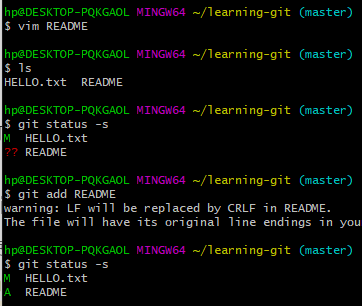 hp@DESKTOP-PQKGAOL MINGW64 ~/learning-git (master)
$ vim README
hp@DESKTOP-PQKGAOL MINGW64 ~/learning-git (master)
$ ls
HELLO.txt  README
hp@DESKTOP-PQKGAOL MINGW64 ~/learning-git (master)
$ git status -s
M  HELLO.txt
?? README
hp@DESKTOP-PQKGAOL MINGW64 ~/learning-git (master)
$ git add README
warning: LF will be replaced by CRLF in README.
The file will have its original line endings in you
hp@DESKTOP-PQKGAOL MINGW64 ~/learning-git (master)
$ git status -s
M  HELLO.txt
A  README